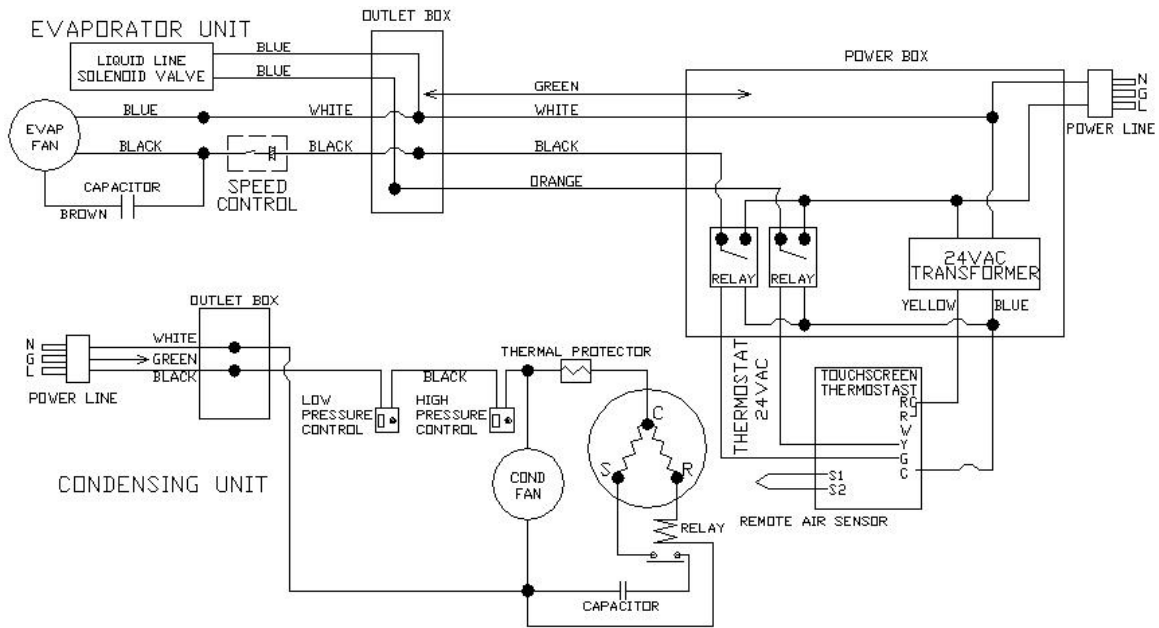 EVAPORATOR UNIT
OUTLET BOX
LIQUID LINE
SOLENOID VALVE
BLUE
BLUE
POWER BOX
GREEN
N
G
L
POWER LINE
EVAP
FAN
BLUE
WHITE
WHITE
BLACK
BLACK
BLACK
SPEED
CONTROL
CAPACITOR
BROWN
ORANGE
RELAY
RELAY
24VAC
TRANSFORMER
YELLOW
BLUE
OUTLET BOX
N
G
L
POWER LINE
WHITE
GREEN
BLACK
LOW
PRESSURE
CONTROL
BLACK
HIGH
PRESSURE
CONTROL
THERMAL PROTECTOR
THERMOSTAT
24VAC
TOUCHSCREEN
THERMOSTAST
RC
R
W
Y
G
C
S1
S2
REMOTE AIR SENSOR
CONDENSING UNIT
COND
FAN
C
S
R
RELAY
CAPACITOR